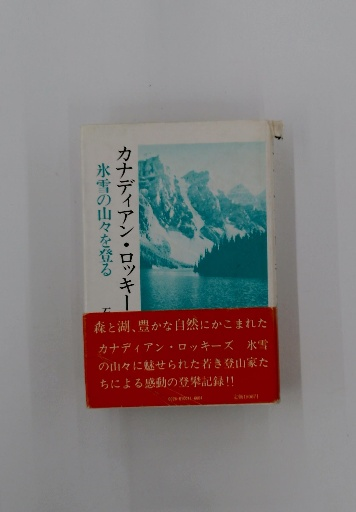 カナディアン・ロッキー
氷雪の山々を登る
森と湖、豊かな自然にかこまれた
カナディアン・ロッキーズ 氷雪
の山々に魅せられた若き登山家た
ちによる感動の登攀記録!!